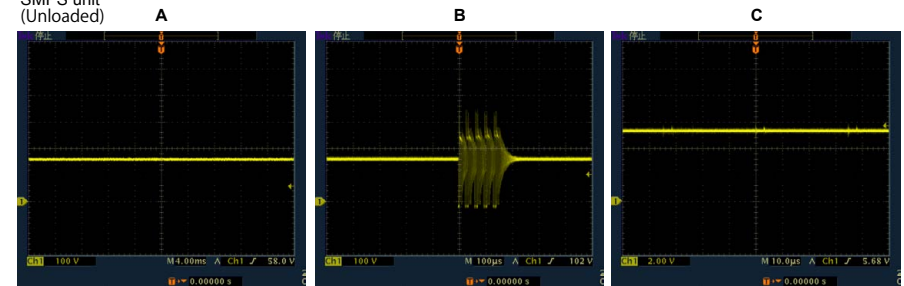 SMPS unit
(Unloaded)
A
B
C
停止
停止
停止
Ch1 100 V M 4.00ms Ch1 58.0 V
Ch1 100 V M 100µs Ch1 102 V
Ch1 2.00 V M 10.0µs Ch1 5.68 V
0.00000 s
0.00000 s
0.00000 s